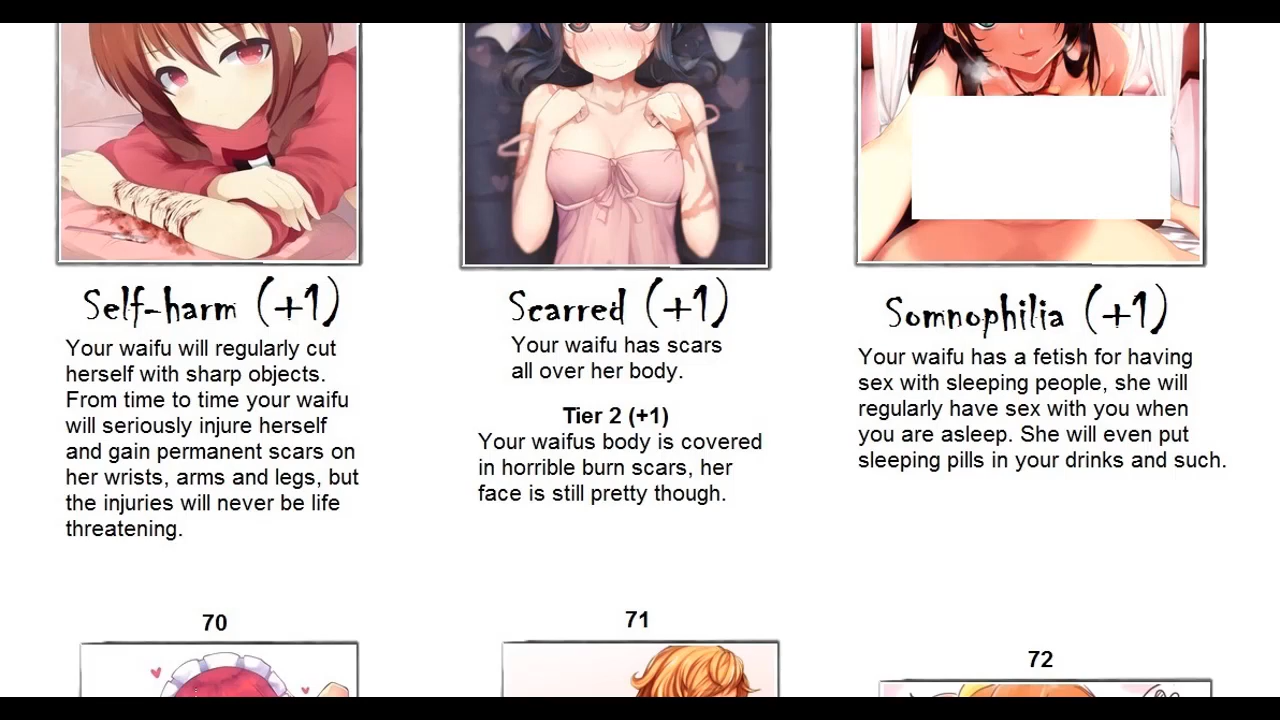 Self-harm (+1)
Your waifu will regularly cut
herself with sharp objects.
From time to time your waifu
will seriously injure herself
and gain permanent scars on
her wrists, arms and legs, but
the injuries will never be life
threatening.
Scarred (+1)
Your waifu has scars
all over her body.
Tier 2 (+1)
Your waifus body is covered
in horrible burn scars, her
face is still pretty though.
Somnophilia (+1)
Your waifu has a fetish for having
sex with sleeping people, she will
regularly have sex with you when
you are asleep. She will even put
sleeping pills in your drinks and such.
70
71
72